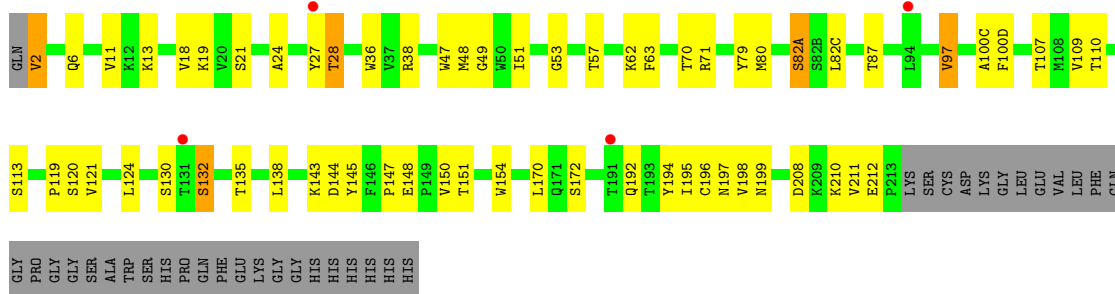 GLN V2 Q6 V11 K12 K13 V18 K19 V20 S21 A24 Y27 T28 W36 V37 R38 W47 M48 G49 W50 I51 G53 T57 K62 F63 T70 R71 Y79 M80 S82A S82B L82C T87 L94 V97 A100C F100D T107 M108 V109 T110
S113 P119 S120 V121 L124 S130 T131 S132 T135 L138 K143 D144 Y145 F146 P147 E148 P149 V150 T151 W154 L170 Q171 S172 T191 Q192 T193 Y194 I195 C196 N197 V198 N199 D208 K209 K210 V211 E212 P213 LYS SER CYS ASP LYS GLY LEU GLU VAL LEU PHE GLN
GLY PRO GLY GLY SER ALA TRP SER HIS PRO GLN PHE GLU LYS GLY GLY HIS HIS HIS HIS HIS HIS